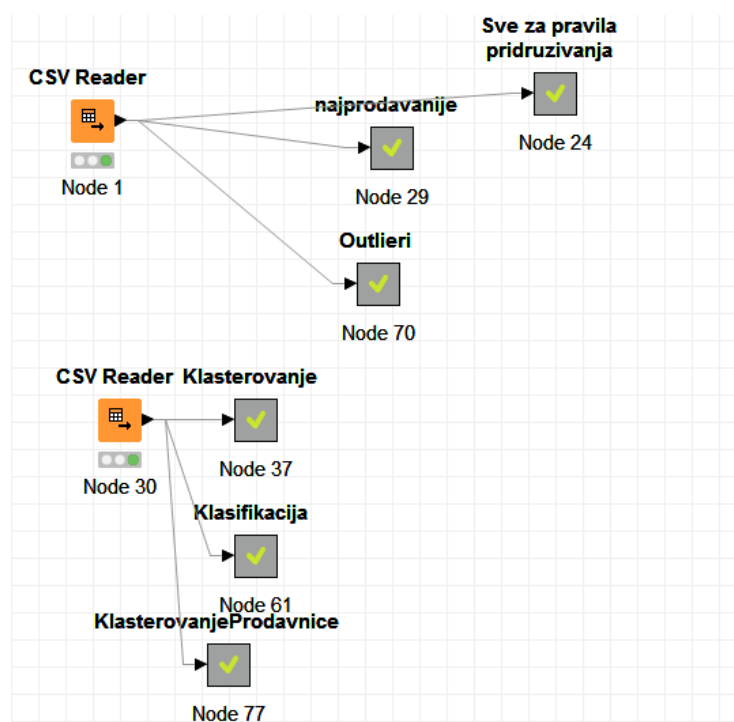 Sve za pravila
pridruzivanja
CSV Reader
najprodavanije
Node 24
Node 1
Node 29
Outlieri
Node 70
CSV Reader
Klasterovanje
Node 37
Node 30
Klasifikacija
Node 61
KlasterovanjeProdavnice
Node 77